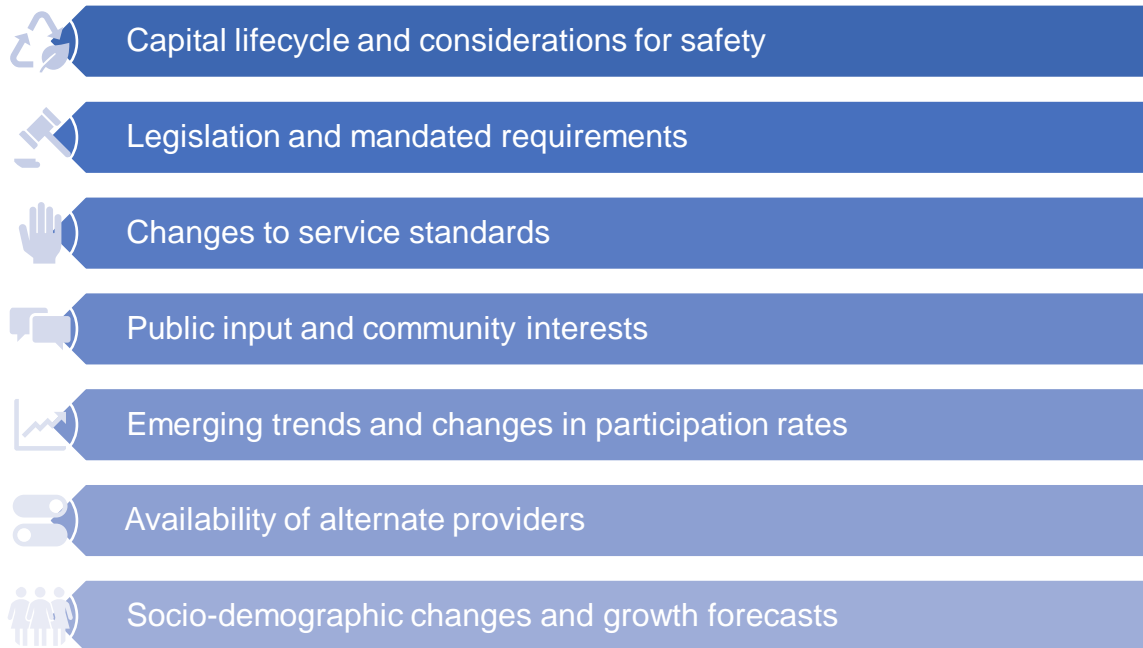 Capital lifecycle and considerations for safety
Legislation and mandated requirements
Changes to service standards
Public input and community interests
Emerging trends and changes in participation rates
Availability of alternate providers
Socio-demographic changes and growth forecasts